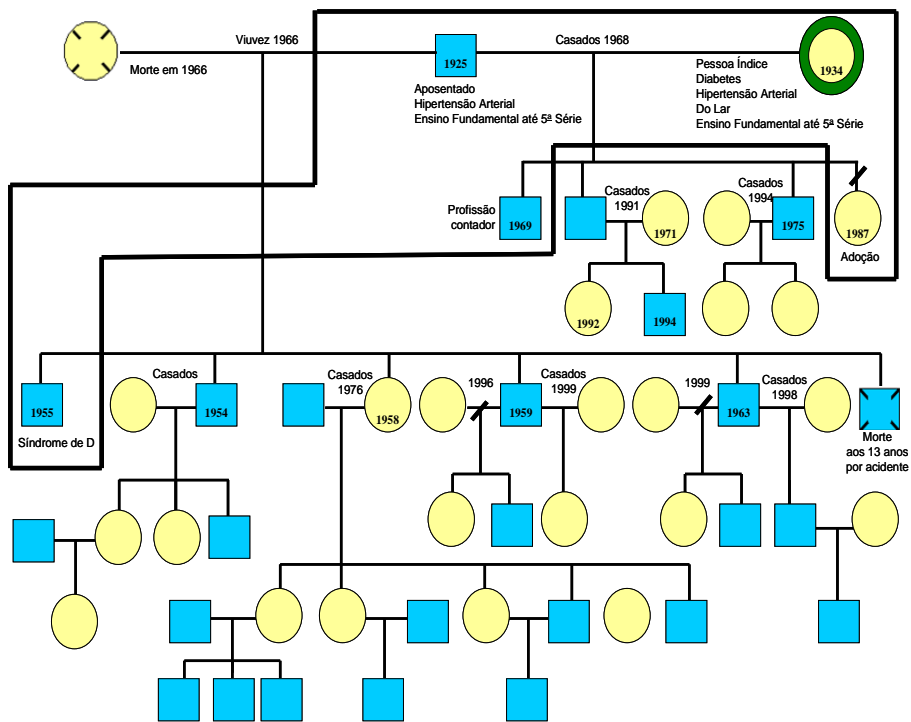 Viuvez 1966
Casados 1968
Morte em 1966
1925
1934
Aposentado
Hipertensão Arterial
Ensino Fundamental até 5ª Série
Pessoa Índice
Diabetes
Hipertensão Arterial
Do Lar
Ensino Fundamental até 5ª Série
Profissão
contador
1969
Casados
1991
1971
Casados
1994
1975
1987
Adoção
1992
1994
1955
Síndrome de D
Casados
1954
Casados
1976
1958
1996
1959
Casados
1999
1999
1963
Casados
1998
Morte
aos 13 anos
por acidente